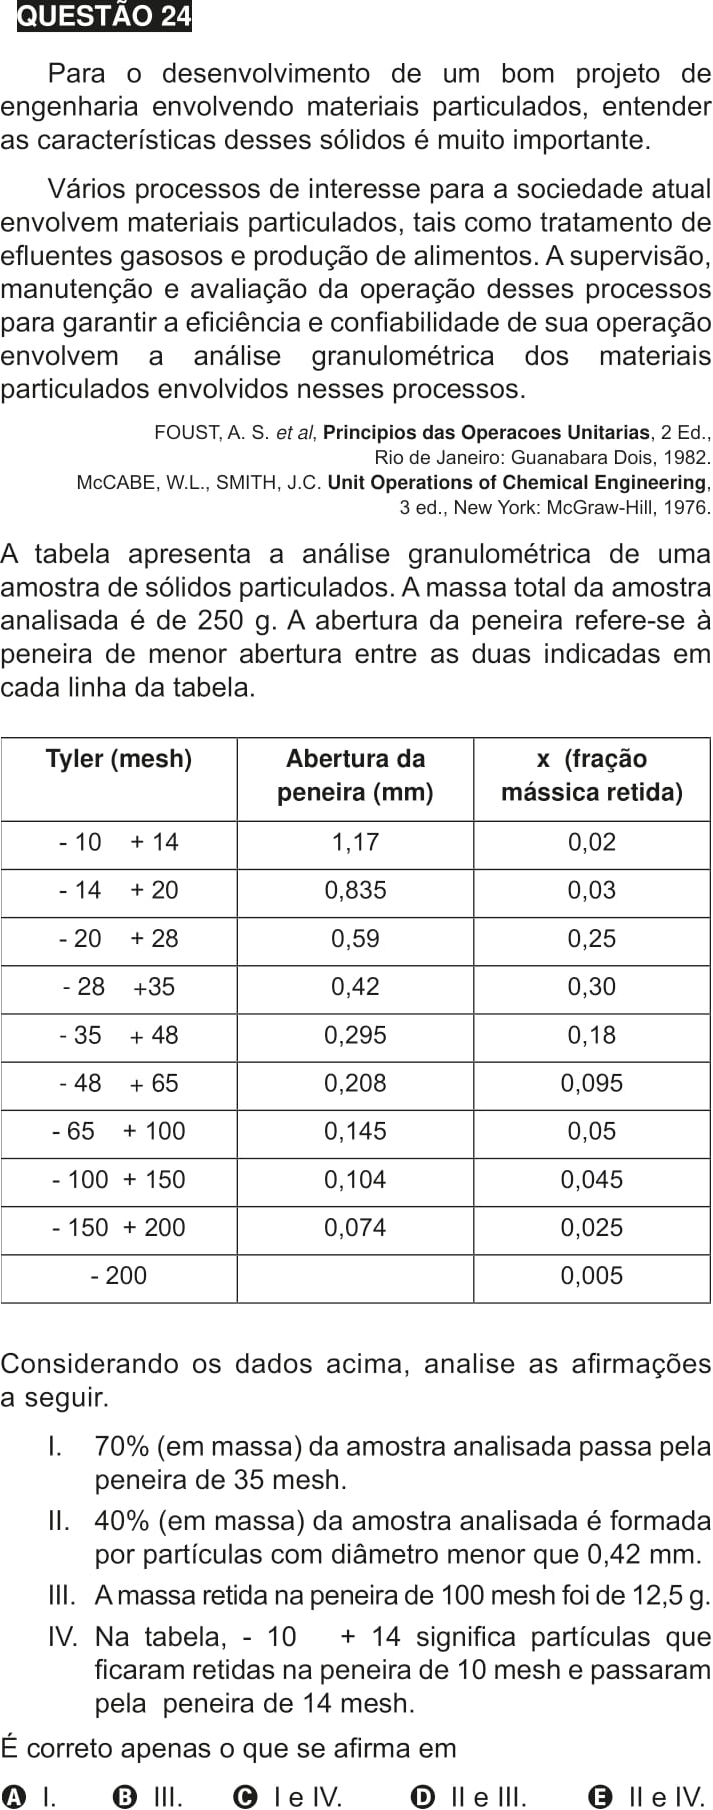 QUESTÃO 24
Para o desenvolvimento de um bom projeto de
engenharia envolvendo materiais particulados, entender
as características desses sólidos é muito importante.
Vários processos de interesse para a sociedade atual
envolvem materiais particulados, tais como tratamento de
efluentes gasosos e produção de alimentos. A supervisão,
manutenção e avaliação da operação desses processos
para garantir a eficiência e confiabilidade de sua operação
envolvem a análise granulométrica dos materiais
particulados envolvidos nesses processos.
FOUST, A. S. et al, Principios das Operacoes Unitarias, 2 Ed.,
Rio de Janeiro: Guanabara Dois, 1982.
McCABE, W.L., SMITH, J.C. Unit Operations of Chemical Engineering,
3 ed., New York: McGraw-Hill, 1976.
A tabela apresenta a análise granulométrica de uma
amostra de sólidos particulados. A massa total da amostra
analisada é de 250 g. A abertura da peneira refere-se à
peneira de menor abertura entre as duas indicadas em
cada linha da tabela.
Tyler (mesh) Abertura da peneira (mm) x (fração mássica retida)
- 10 + 14 1,17 0,02
- 14 + 20 0,835 0,03
- 20 + 28 0,59 0,25
- 28 +35 0,42 0,30
- 35 + 48 0,295 0,18
- 48 + 65 0,208 0,095
- 65 + 100 0,145 0,05
- 100 + 150 0,104 0,045
- 150 + 200 0,074 0,025
- 200 0,005
Considerando os dados acima, analise as afirmações
a seguir.
I. 70% (em massa) da amostra analisada passa pela
peneira de 35 mesh.
II. 40% (em massa) da amostra analisada é formada
por partículas com diâmetro menor que 0,42 mm.
III. A massa retida na peneira de 100 mesh foi de 12,5 g.
IV. Na tabela, - 10 + 14 significa partículas que
ficaram retidas na peneira de 10 mesh e passaram
pela peneira de 14 mesh.
É correto apenas o que se afirma em
A I. B III. C I e IV. D II e III. E II e IV.